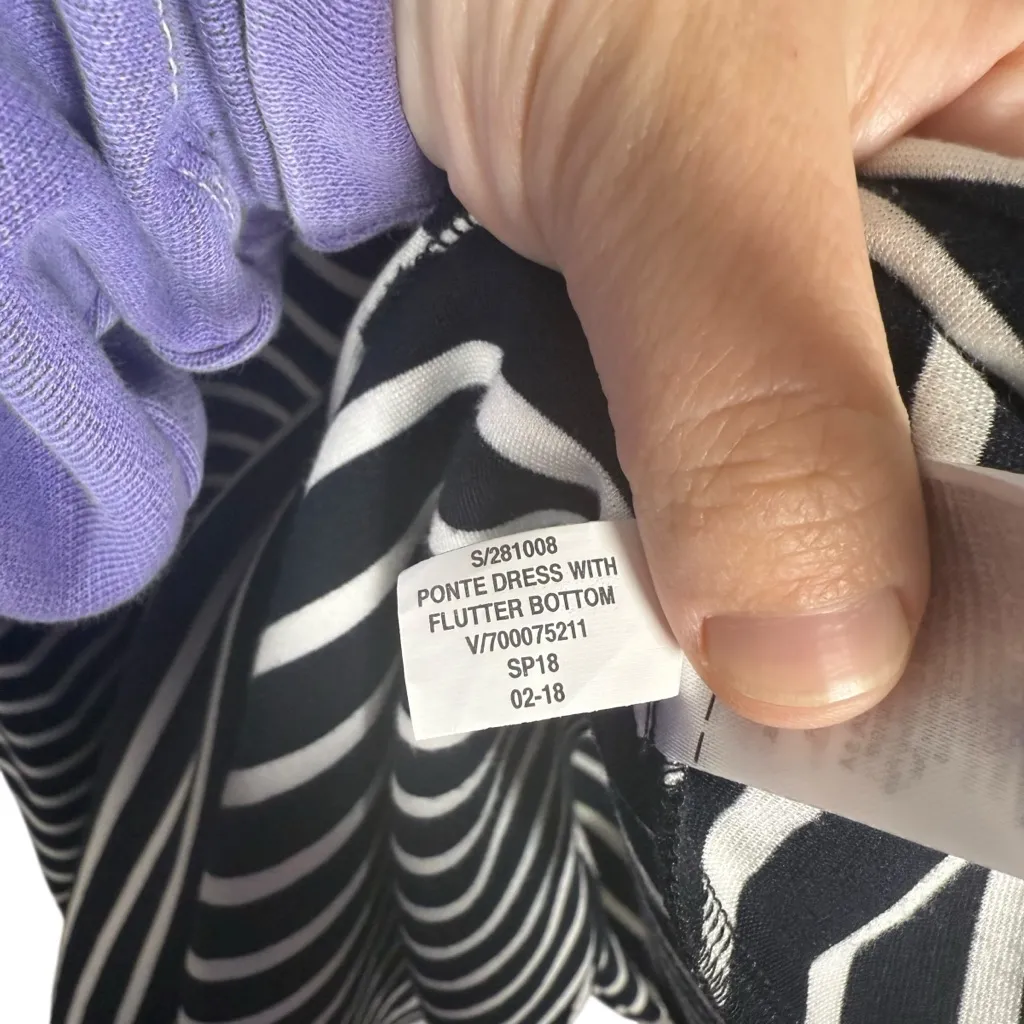 S/281008
PONTE DRESS WITH
FLUTTER BOTTOM
V/700075211
SP18
02-18